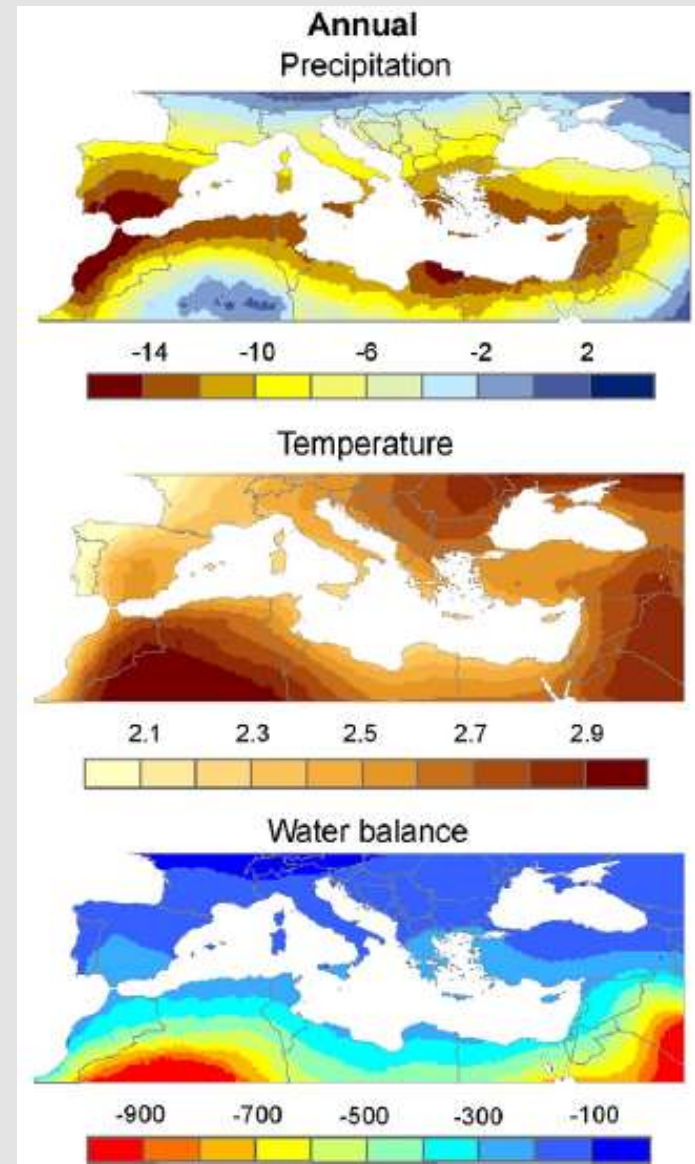 Annual
Precipitation
-14 -10 -6 -2 2
Temperature
2.1 2.3 2.5 2.7 2.9
Water balance
-900 -700 -500 -300 -100